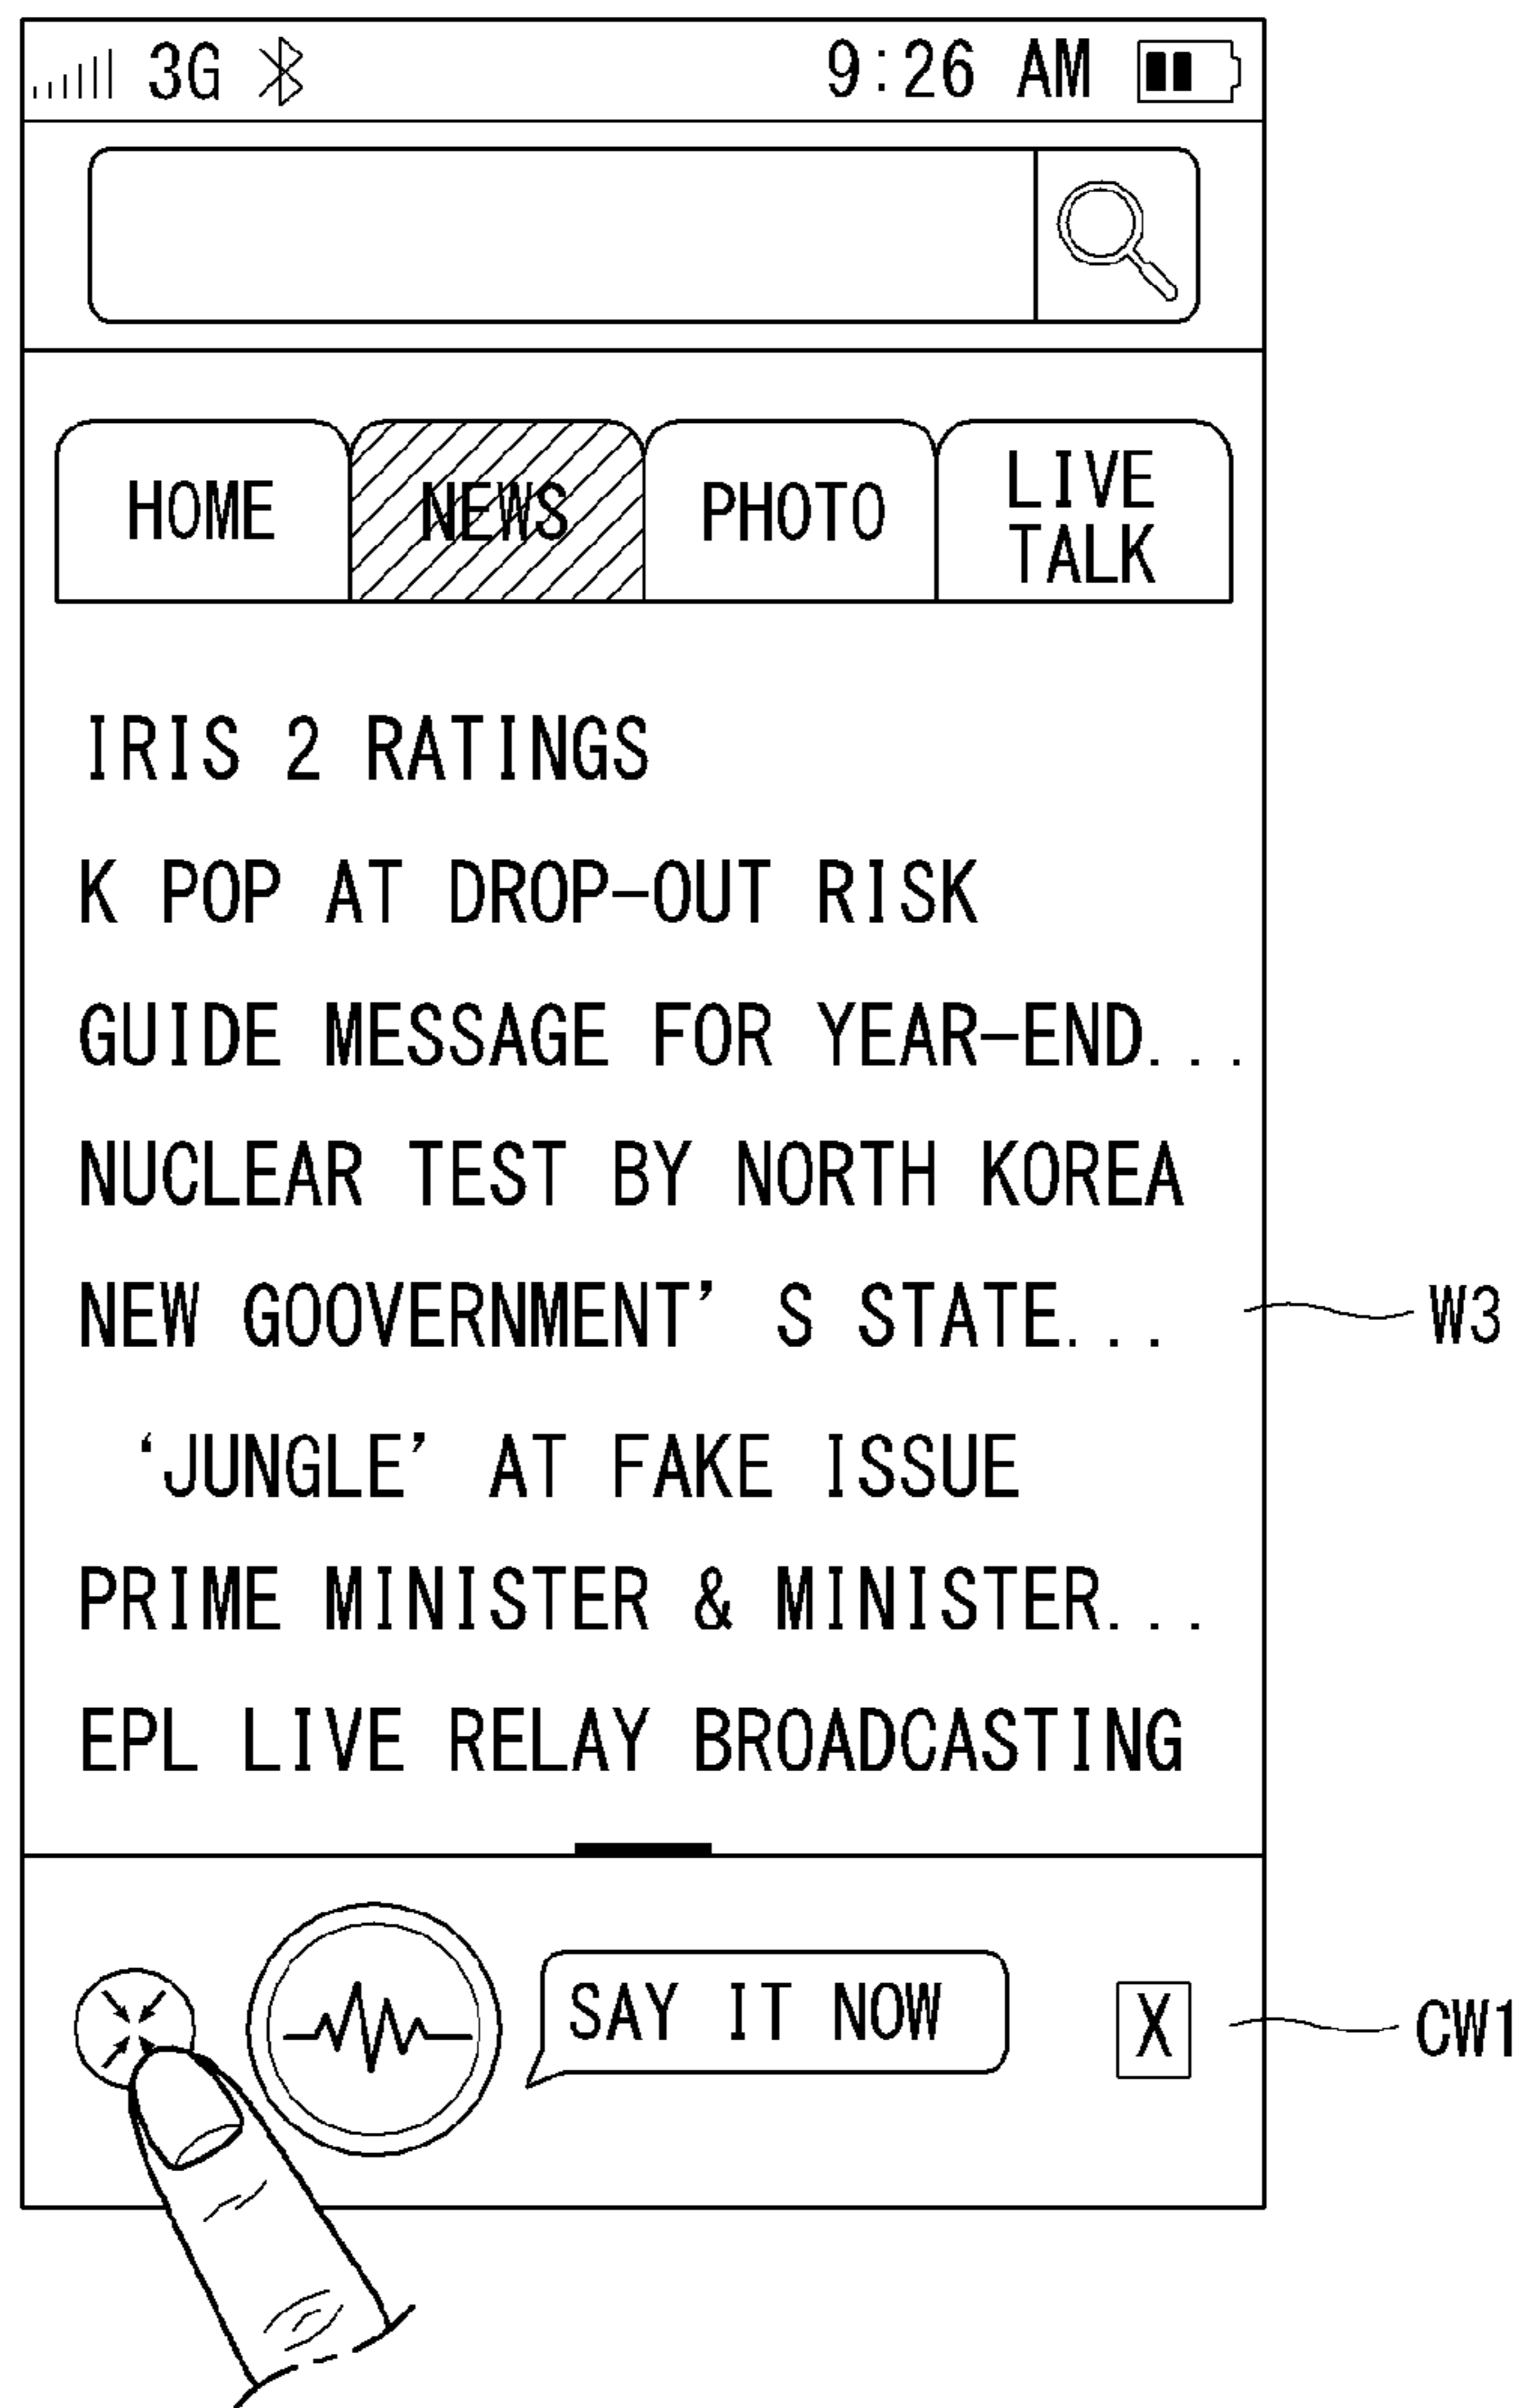 3G 9:26 AM
HOME NEWS PHOTO LIVE TALK
IRIS 2 RATINGS
K POP AT DROP-OUT RISK
GUIDE MESSAGE FOR YEAR-END...
NUCLEAR TEST BY NORTH KOREA
NEW GOOVERNMENT' S STATE...
W3
'JUNGLE' AT FAKE ISSUE
PRIME MINISTER & MINISTER...
EPL LIVE RELAY BROADCASTING
SAY IT NOW X
CW1